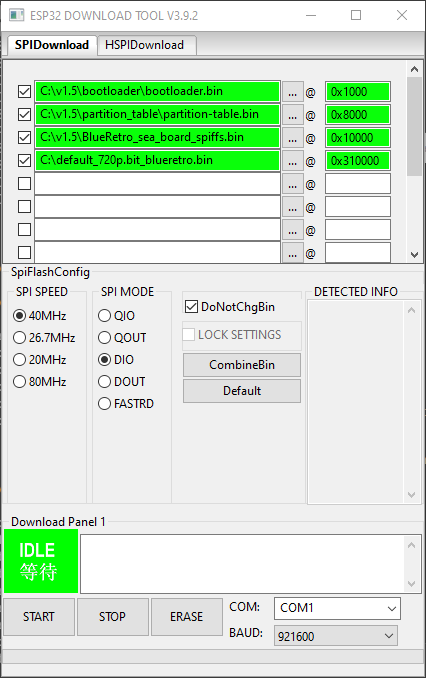 ESP32 DOWNLOAD TOOL V3.9.2
SPIDownload HSPIDownload
C:\v1.5\bootloader\bootloader.bin ... @ 0x1000
C:\v1.5\partition_table\partition-table.bin ... @ 0x8000
C:\v1.5\BlueRetro_sea_board_spiffs.bin ... @ 0x10000
C:\default_720p.bit_blueretro.bin ... @ 0x310000
... @
... @
... @
... @
SpiFlashConfig
SPI SPEED SPI MODE DETECTED INFO
40MHz QIO DoNotChgBin
26.7MHz QOUT LOCK SETTINGS
20MHz DIO CombineBin
80MHz DOUT Default
FASTRD
Download Panel 1
IDLE
等待
START STOP ERASE COM: COM1
BAUD: 921600